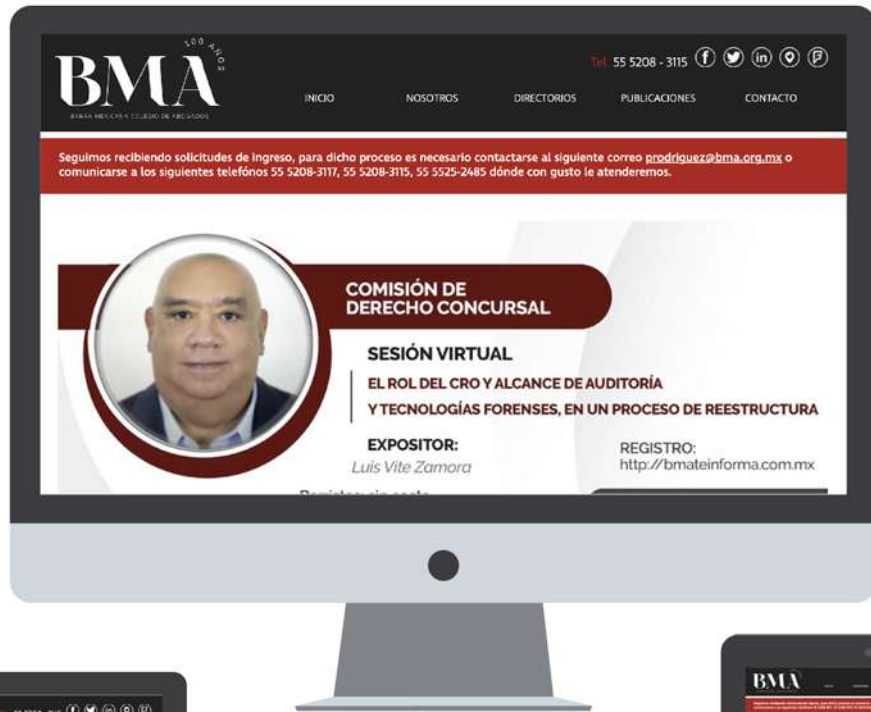 100 AÑOS
BMA
BARRA MEXICANA COLEGIO DE ABOGADOS
Tel. 55 5208 - 3115
INICIO NOSOTROS DIRECTORIOS PUBLICACIONES CONTACTO
Seguimos recibiendo solicitudes de ingreso, para dicho proceso es necesario contactarse al siguiente correo prodriguez@bma.org.mx o
comunicarse a los siguientes telefónos 55 5208-3117, 55 5208-3115, 55 5525-2485 dónde con gusto le atenderemos.
COMISIÓN DE
DERECHO CONCURSAL
SESIÓN VIRTUAL
EL ROL DEL CRO Y ALCANCE DE AUDITORÍA
Y TECNOLOGÍAS FORENSES, EN UN PROCESO DE REESTRUCTURA
EXPOSITOR:
Luis Vite Zamora
REGISTRO:
http://bmateinforma.com.mx
BMA